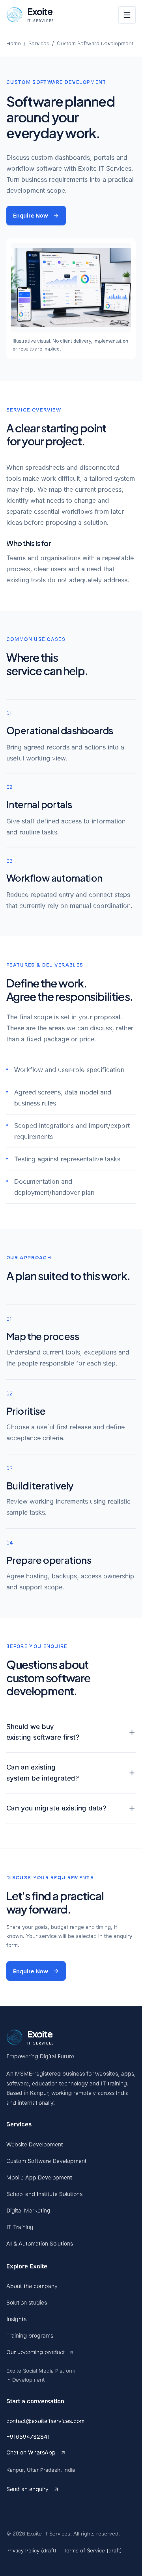 Exoite
IT SERVICES
Home / Services / Custom Software Development
CUSTOM SOFTWARE DEVELOPMENT
Software planned
around your
everyday work.
Discuss custom dashboards, portals and
workflow software with Exoite IT Services.
Turn business requirements into a practical
development scope.
Enquire Now →
Illustrative visual. No client delivery, implementation
or results are implied.
SERVICE OVERVIEW
A clear starting point
for your project.
When spreadsheets and disconnected
tools make work difficult, a tailored system
may help. We map the current process,
identify what needs to change and
separate essential workflows from later
ideas before proposing a solution.
Who this is for
Teams and organisations with a repeatable
process, clear users and a need that
existing tools do not adequately address.
COMMON USE CASES
Where this
service can help.
01
Operational dashboards
Bring agreed records and actions into a
useful working view.
02
Internal portals
Give staff defined access to information
and routine tasks.
03
Workflow automation
Reduce repeated entry and connect steps
that currently rely on manual coordination.
FEATURES & DELIVERABLES
Define the work.
Agree the responsibilities.
The final scope is set in your proposal.
These are the areas we can discuss, rather
than a fixed package or price.
• Workflow and user-role specification
• Agreed screens, data model and
business rules
• Scoped integrations and import/export
requirements
• Testing against representative tasks
• Documentation and
deployment/handover plan
OUR APPROACH
A plan suited to this work.
01
Map the process
Understand current tools, exceptions and
the people responsible for each step.
02
Prioritise
Choose a useful first release and define
acceptance criteria.
03
Build iteratively
Review working increments using realistic
sample tasks.
04
Prepare operations
Agree hosting, backups, access ownership
and support scope.
BEFORE YOU ENQUIRE
Questions about
custom software
development.
Should we buy
existing software first? +
Can an existing
system be integrated? +
Can you migrate existing data? +
DISCUSS YOUR REQUIREMENTS
Let's find a practical
way forward.
Share your goals, budget range and timing, if
known. Your service will be selected in the enquiry
form.
Enquire Now →
Exoite
IT SERVICES
Empowering Digital Future
An MSME-registered business for websites, apps,
software, education technology and IT training.
Based in Kanpur, working remotely across India
and internationally.
Services
Website Development
Custom Software Development
Mobile App Development
School and Institute Solutions
Digital Marketing
IT Training
AI & Automation Solutions
Explore Exoite
About the company
Solution studies
Insights
Training programs
Our upcoming product ↗
Exoite Social Media Platform
In Development
Start a conversation
contact@exoiteitservices.com
+916394732841
Chat on WhatsApp ↗
Kanpur, Uttar Pradesh, India
Send an enquiry ↗
© 2026 Exoite IT Services. All rights reserved.
Privacy Policy (draft) Terms of Service (draft)